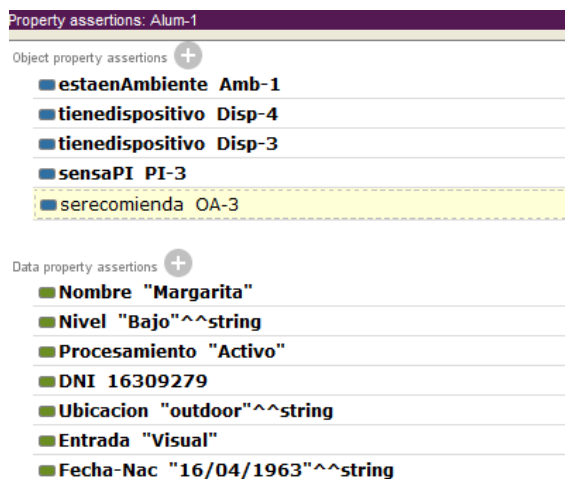 Property assertions: Alum-1
Object property assertions
estaenAmbiente Amb-1
tienedispositivo Disp-4
tienedispositivo Disp-3
sensaPI PI-3
serecomienda OA-3
Data property assertions
Nombre "Margarita"
Nivel "Bajo"^^string
Procesamiento "Activo"
DNI 16309279
Ubicacion "outdoor"^^string
Entrada "Visual"
Fecha-Nac "16/04/1963"^^string